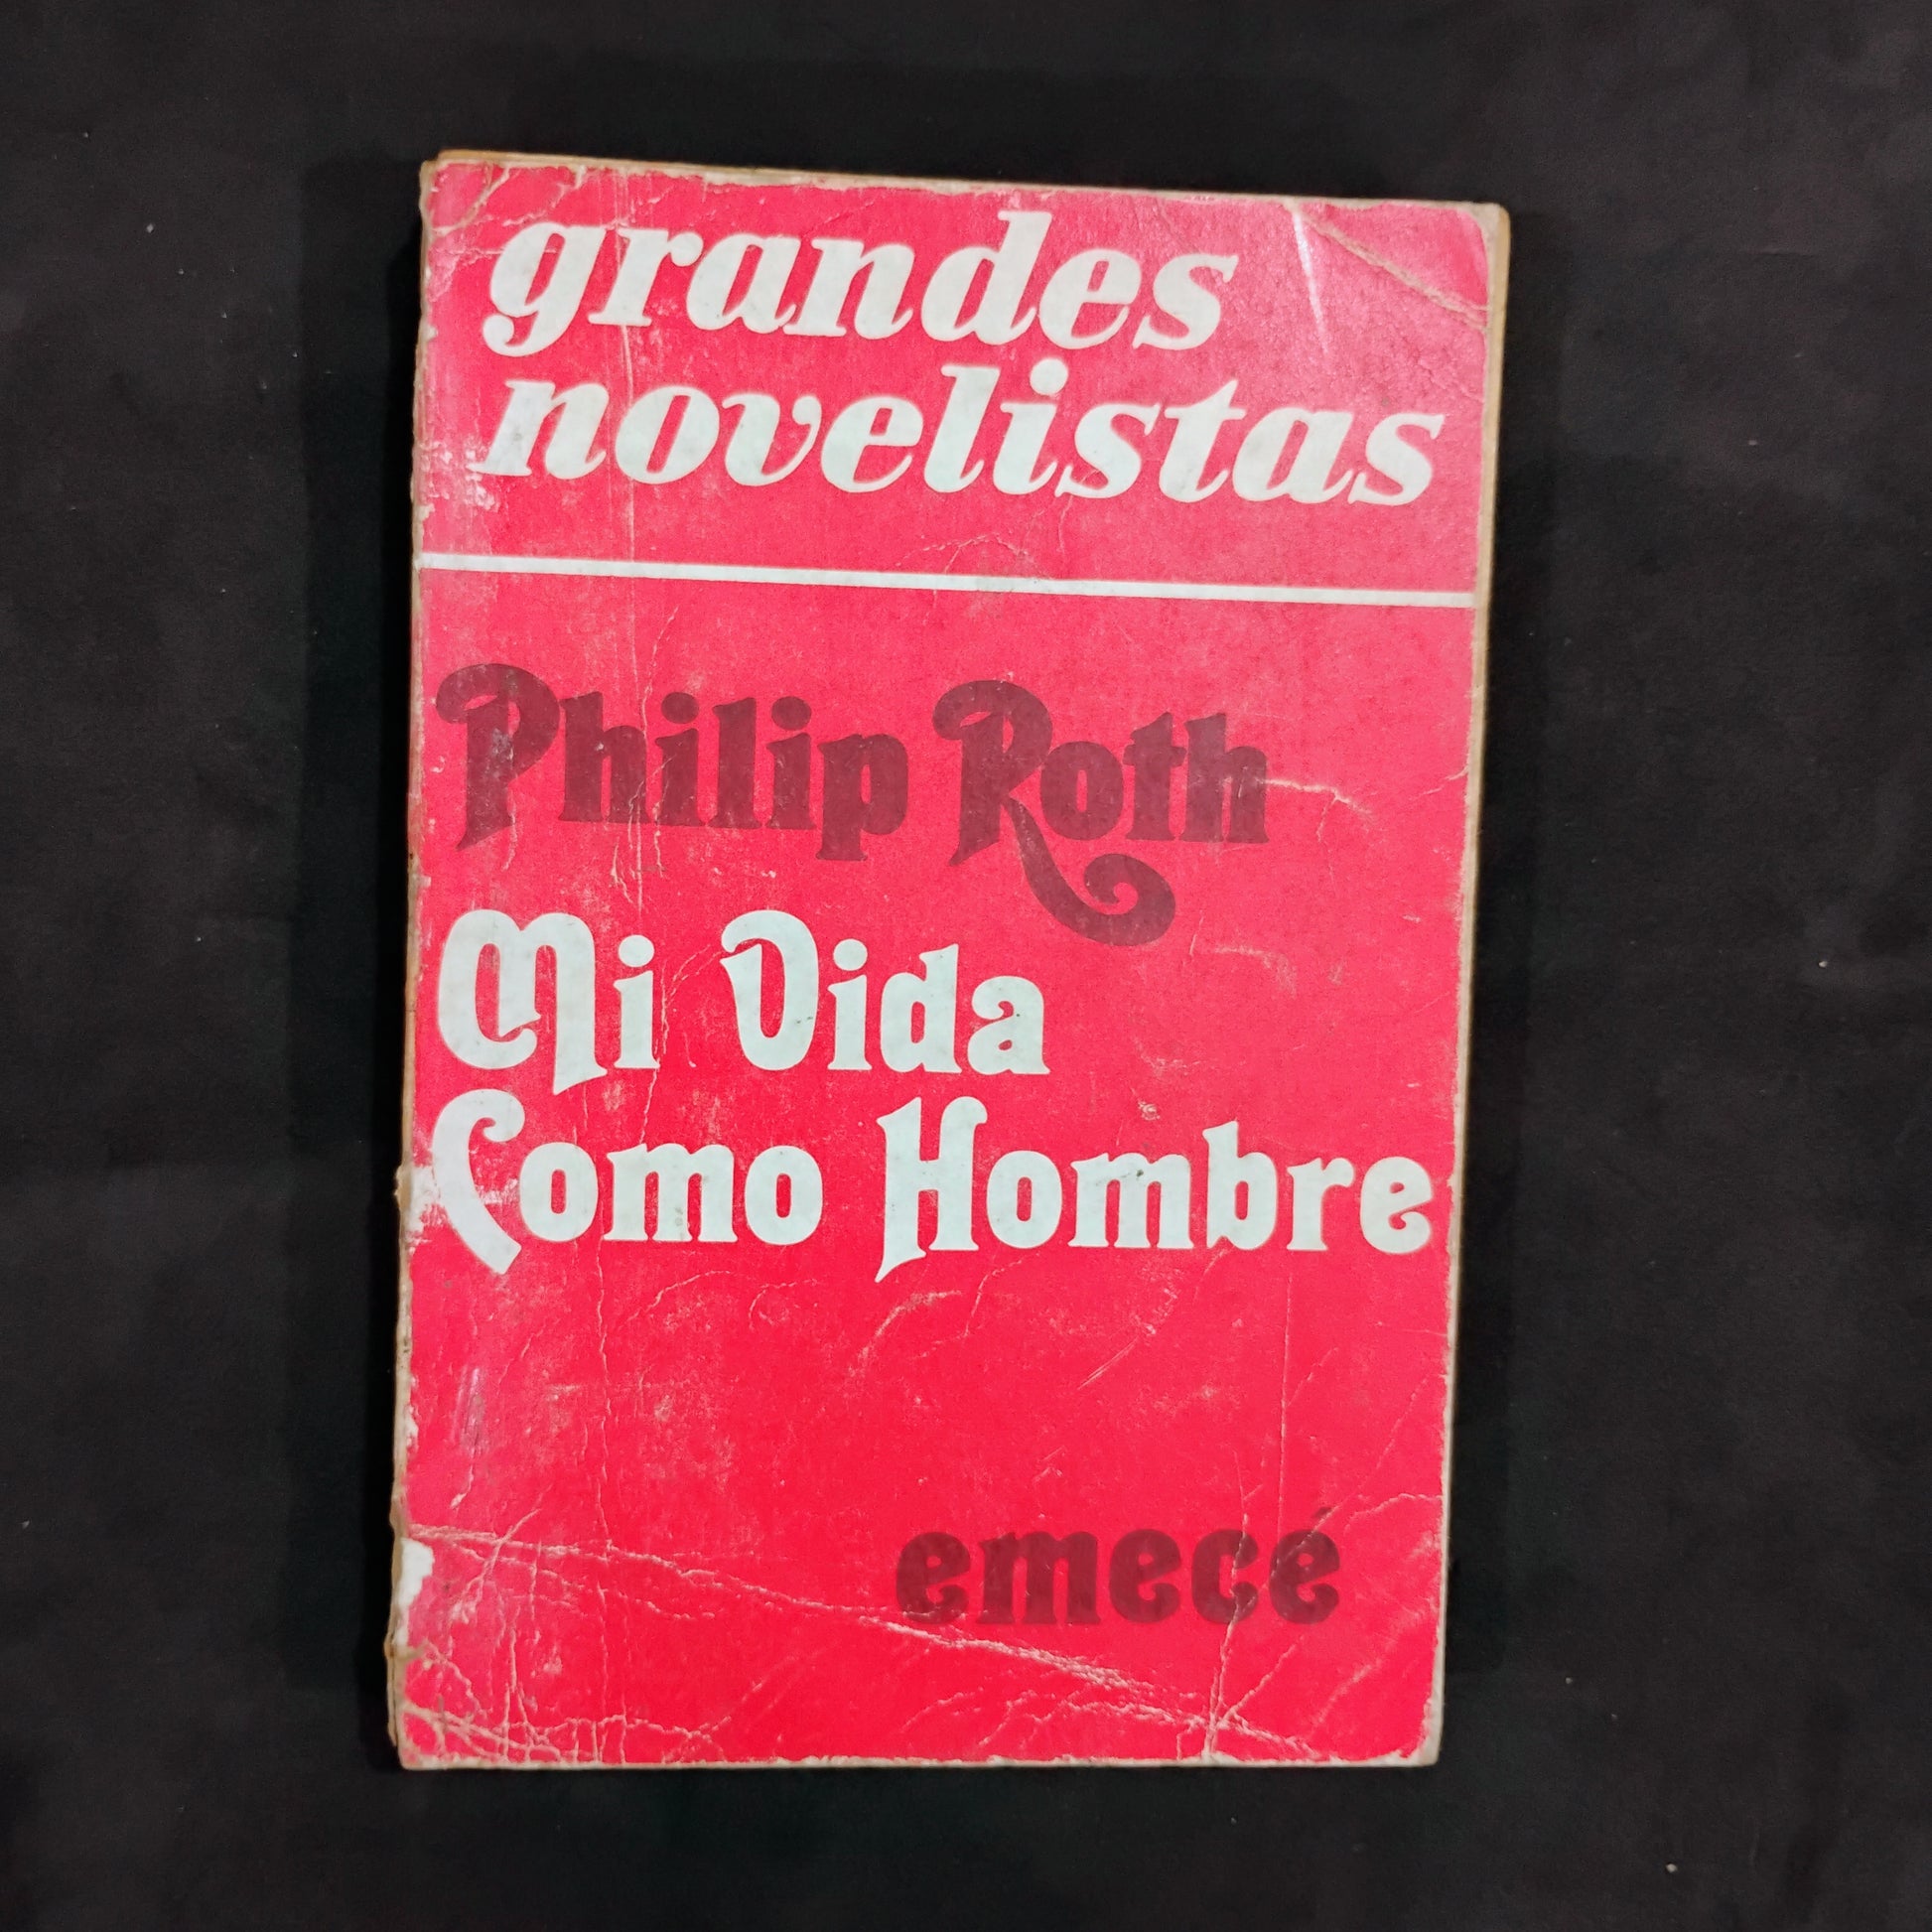 grandes
novelistas
Philip Roth
Mi Vida
Como Hombre
emecé